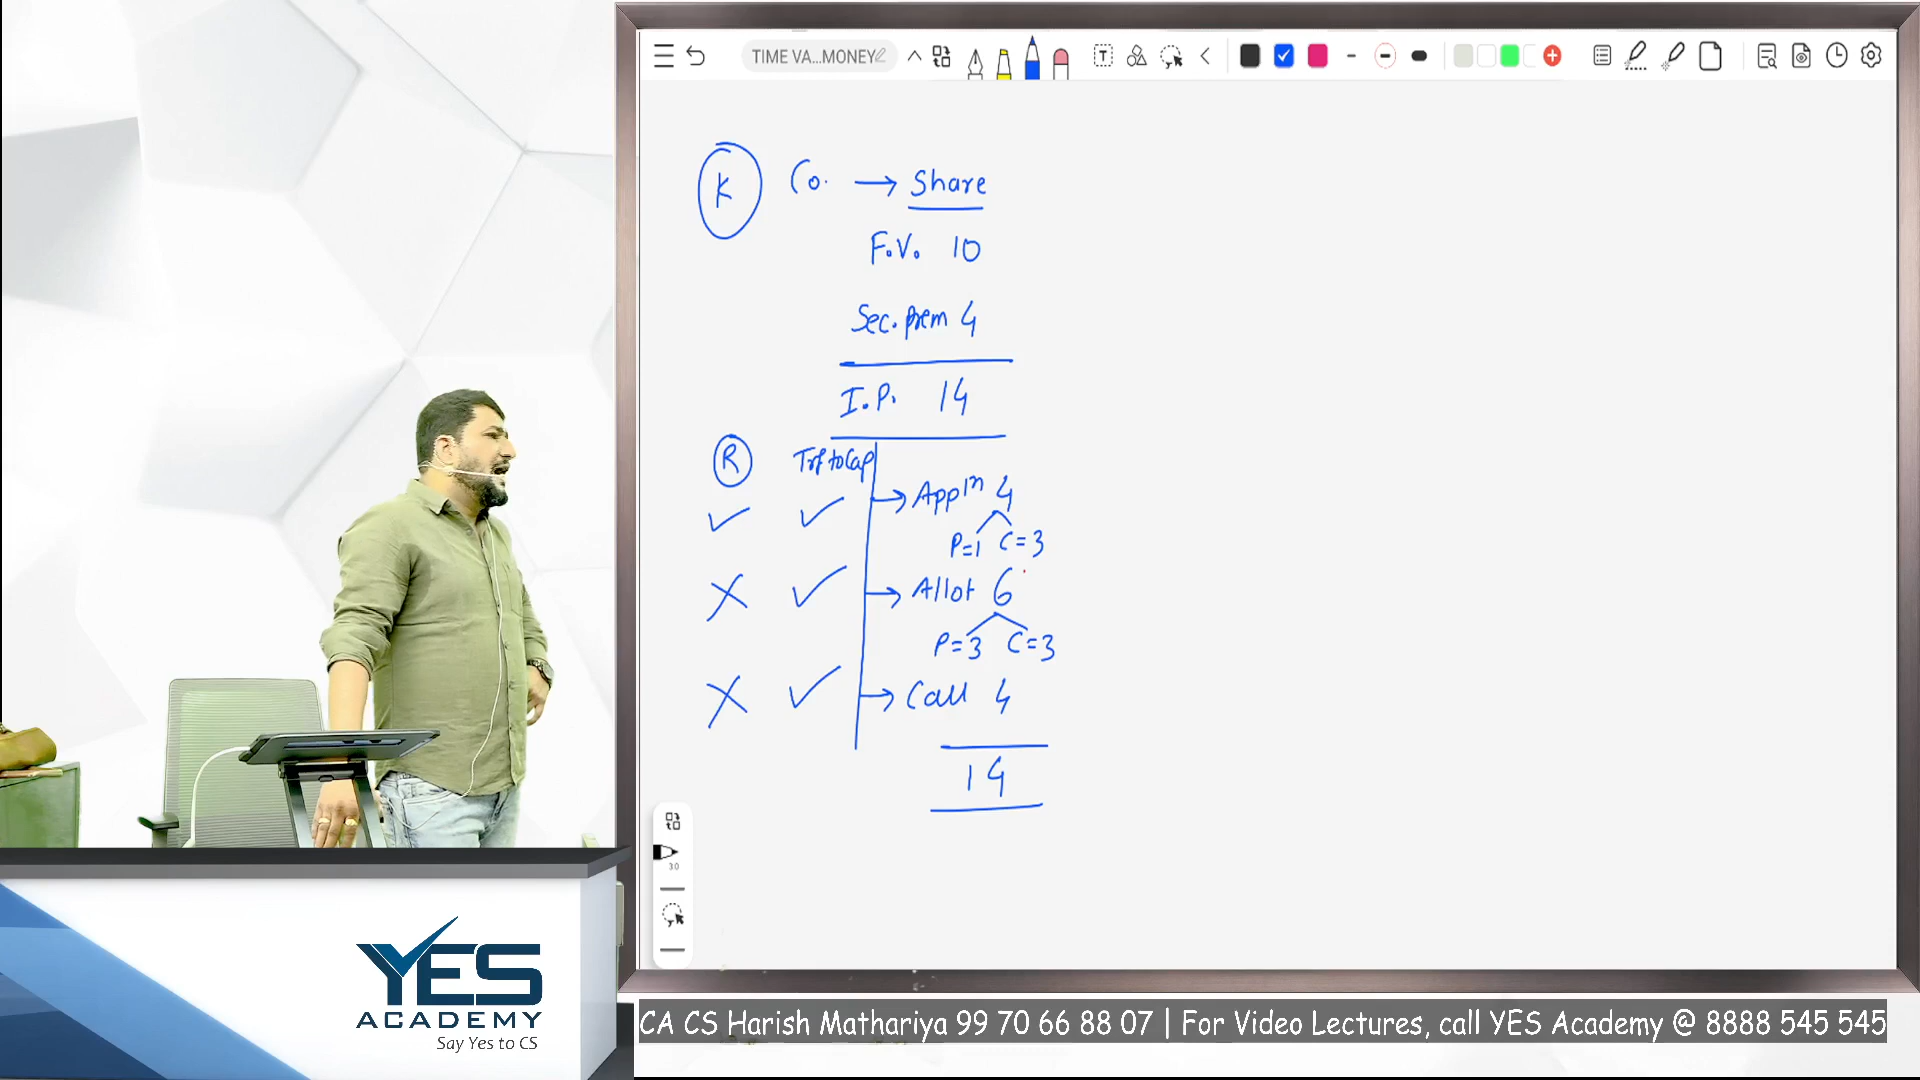 TIME VA...MONEY
K Co. → Share
F.V. 10
Sec. Prem 4
I.P. 14
R Trf to Cap
✓ ✓ → Appln 4
P=1 C=3
X ✓ → Allot 6
P=3 C=3
X ✓ → Call 4
14
30
YES
ACADEMY
Say Yes to CS
CA CS Harish Mathariya 99 70 66 88 07 | For Video Lectures, call YES Academy @ 8888 545 545